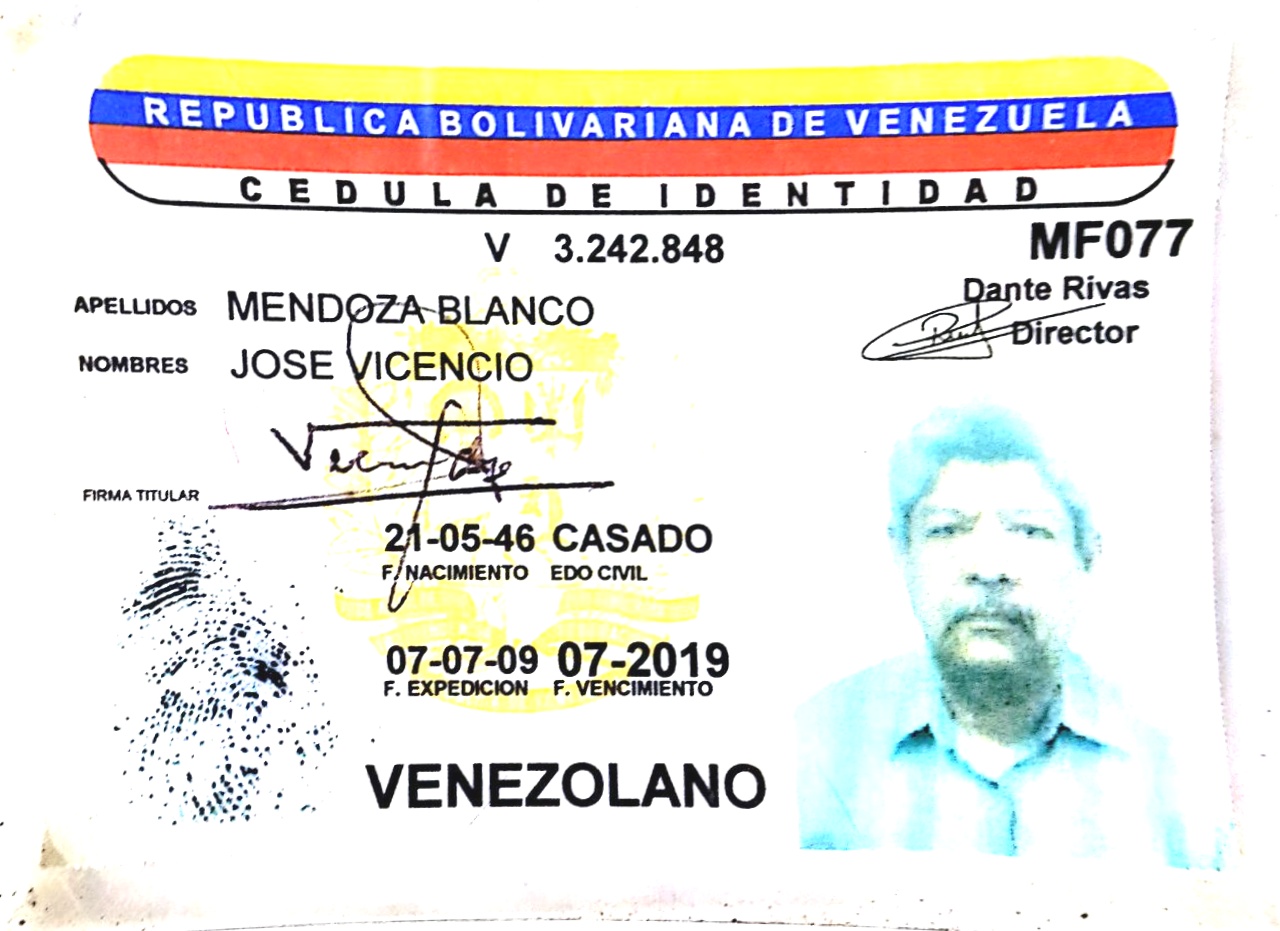 REPUBLICA BOLIVARIANA DE VENEZUELA
CEDULA DE IDENTIDAD
V 3.242.848
MF077
APELLIDOS MENDOZA BLANCO
Dante Rivas
Director
NOMBRES JOSE VICENCIO
FIRMA TITULAR
21-05-46 CASADO
F. NACIMIENTO EDO CIVIL
07-07-09 07-2019
F. EXPEDICION F. VENCIMIENTO
VENEZOLANO